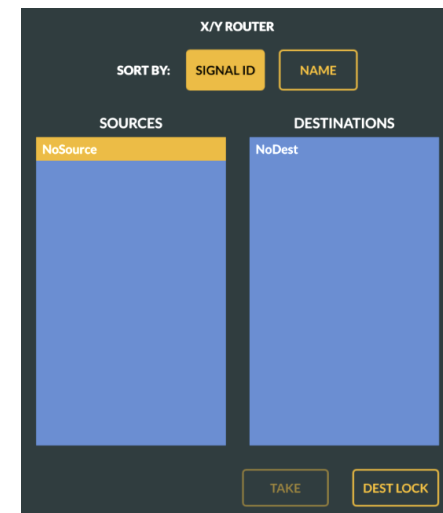 X/Y ROUTER
SORT BY: SIGNAL ID NAME
SOURCES DESTINATIONS
NoSource NoDest
TAKE DEST LOCK